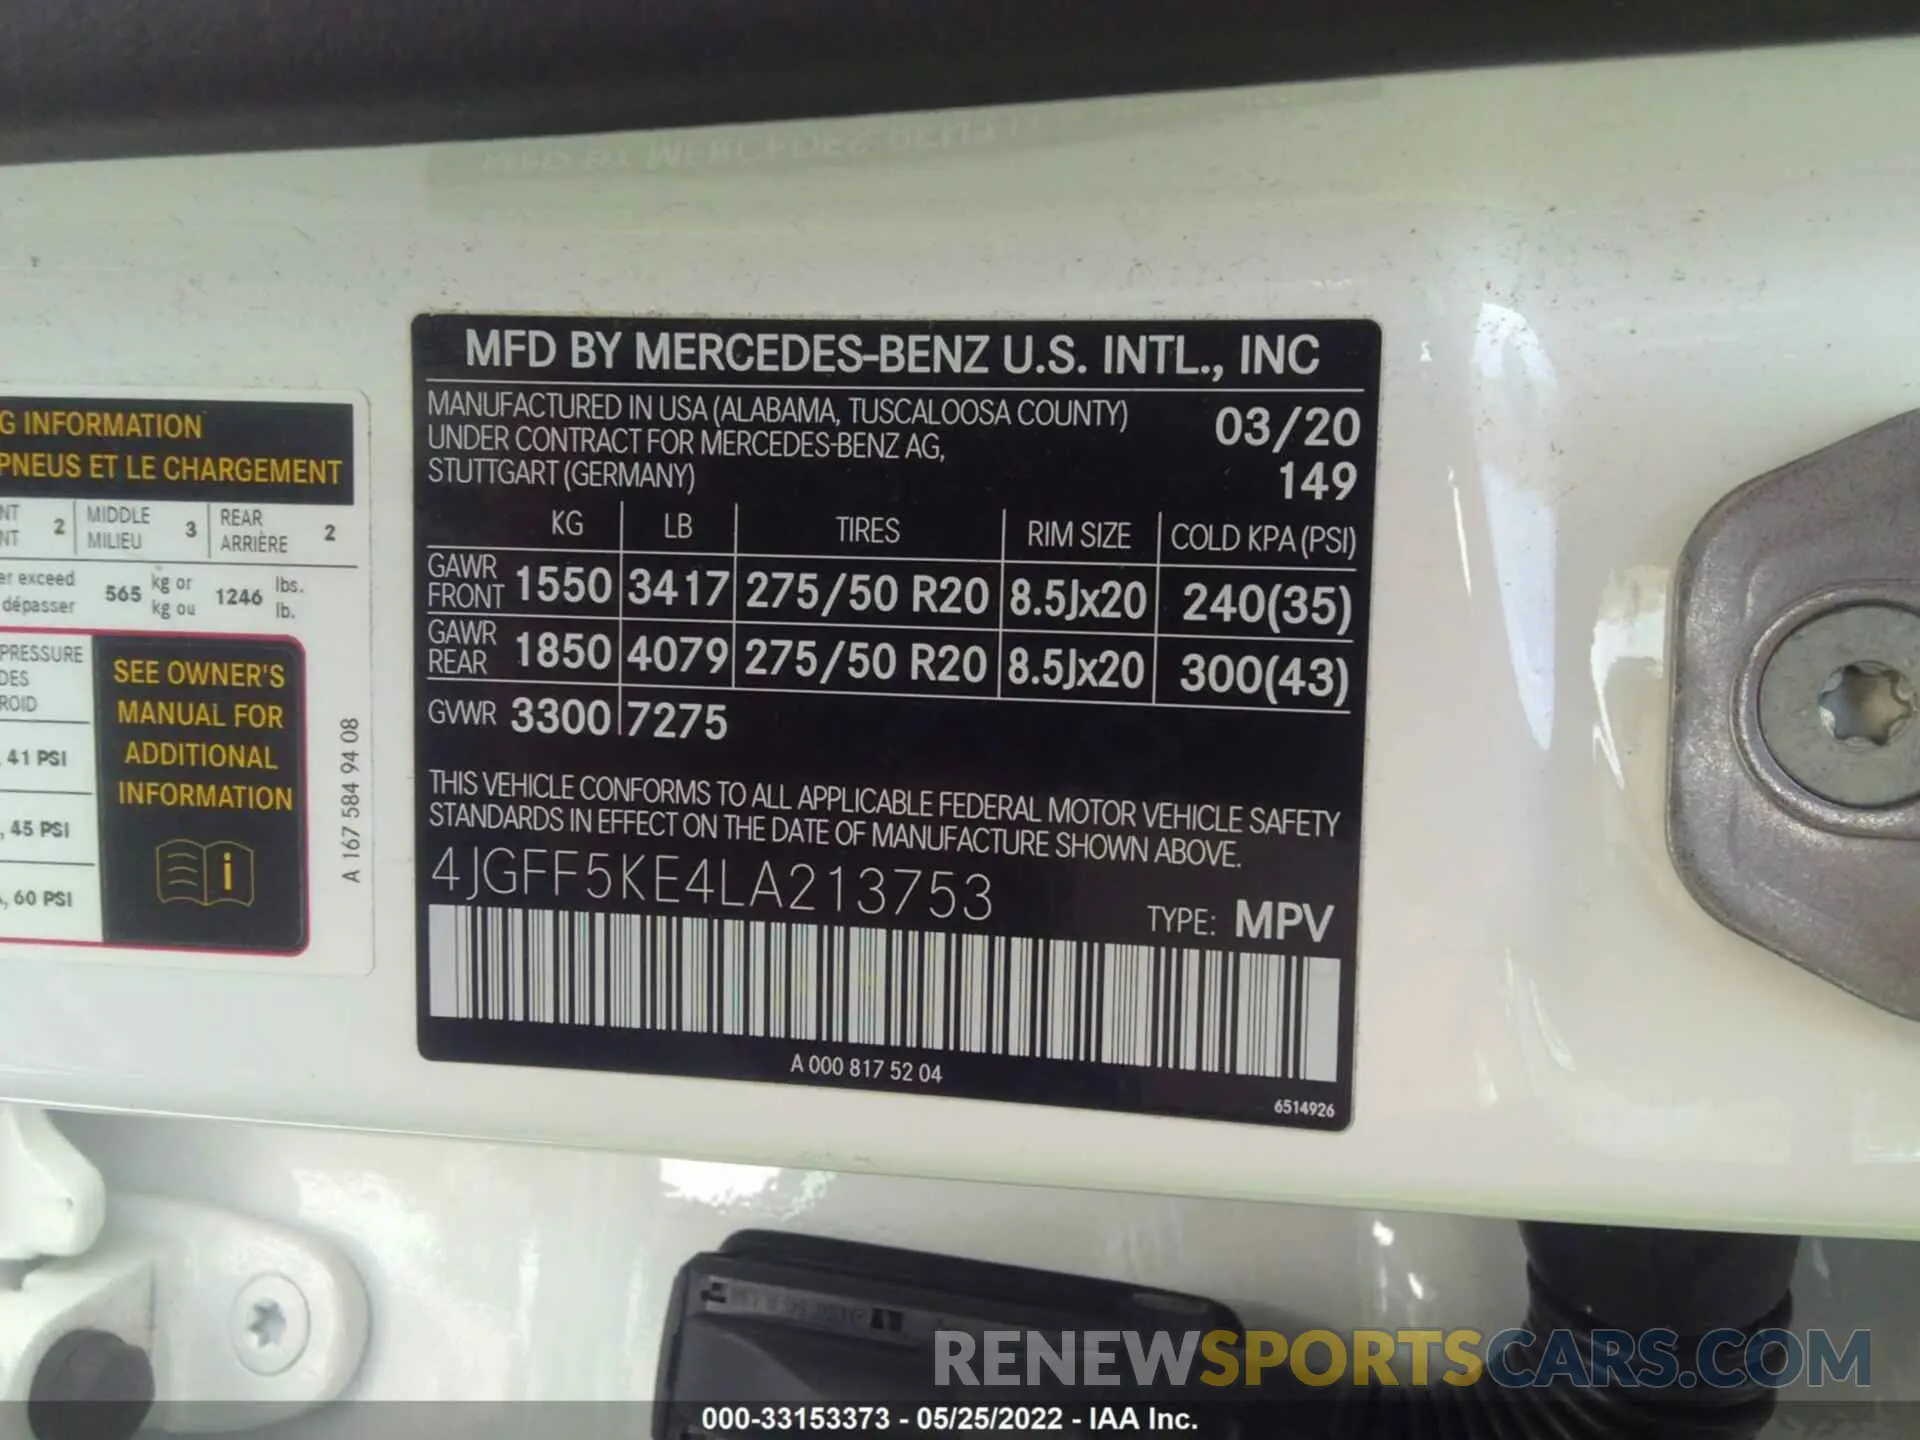 MFD BY MERCEDES-BENZ U.S. INTL., INC
MANUFACTURED IN USA (ALABAMA, TUSCALOOSA COUNTY)
UNDER CONTRACT FOR MERCEDES-BENZ AG,
STUTTGART (GERMANY)
03/20
149
KG LB TIRES RIM SIZE COLD KPA (PSI)
GAWR FRONT 1550 3417 275/50 R20 8.5Jx20 240(35)
GAWR REAR 1850 4079 275/50 R20 8.5Jx20 300(43)
GVWR 3300 7275
THIS VEHICLE CONFORMS TO ALL APPLICABLE FEDERAL MOTOR VEHICLE SAFETY
STANDARDS IN EFFECT ON THE DATE OF MANUFACTURE SHOWN ABOVE.
4JGFF5KE4LA213753
TYPE: MPV
A 000 817 52 04
6514926
G INFORMATION
PNEUS ET LE CHARGEMENT
NT 2 MIDDLE 3 REAR 2
NT MILIEU ARRIÈRE
er exceed 565 kg or 1246 lbs.
dépasser kg ou lb.
PRESSURE
DES
ROID
, 41 PSI
, 45 PSI
, 60 PSI
SEE OWNER'S
MANUAL FOR
ADDITIONAL
INFORMATION
i
A 167 584 94 08
RENEWSPORTSCARS.COM
000-33153373 - 05/25/2022 - IAA Inc.